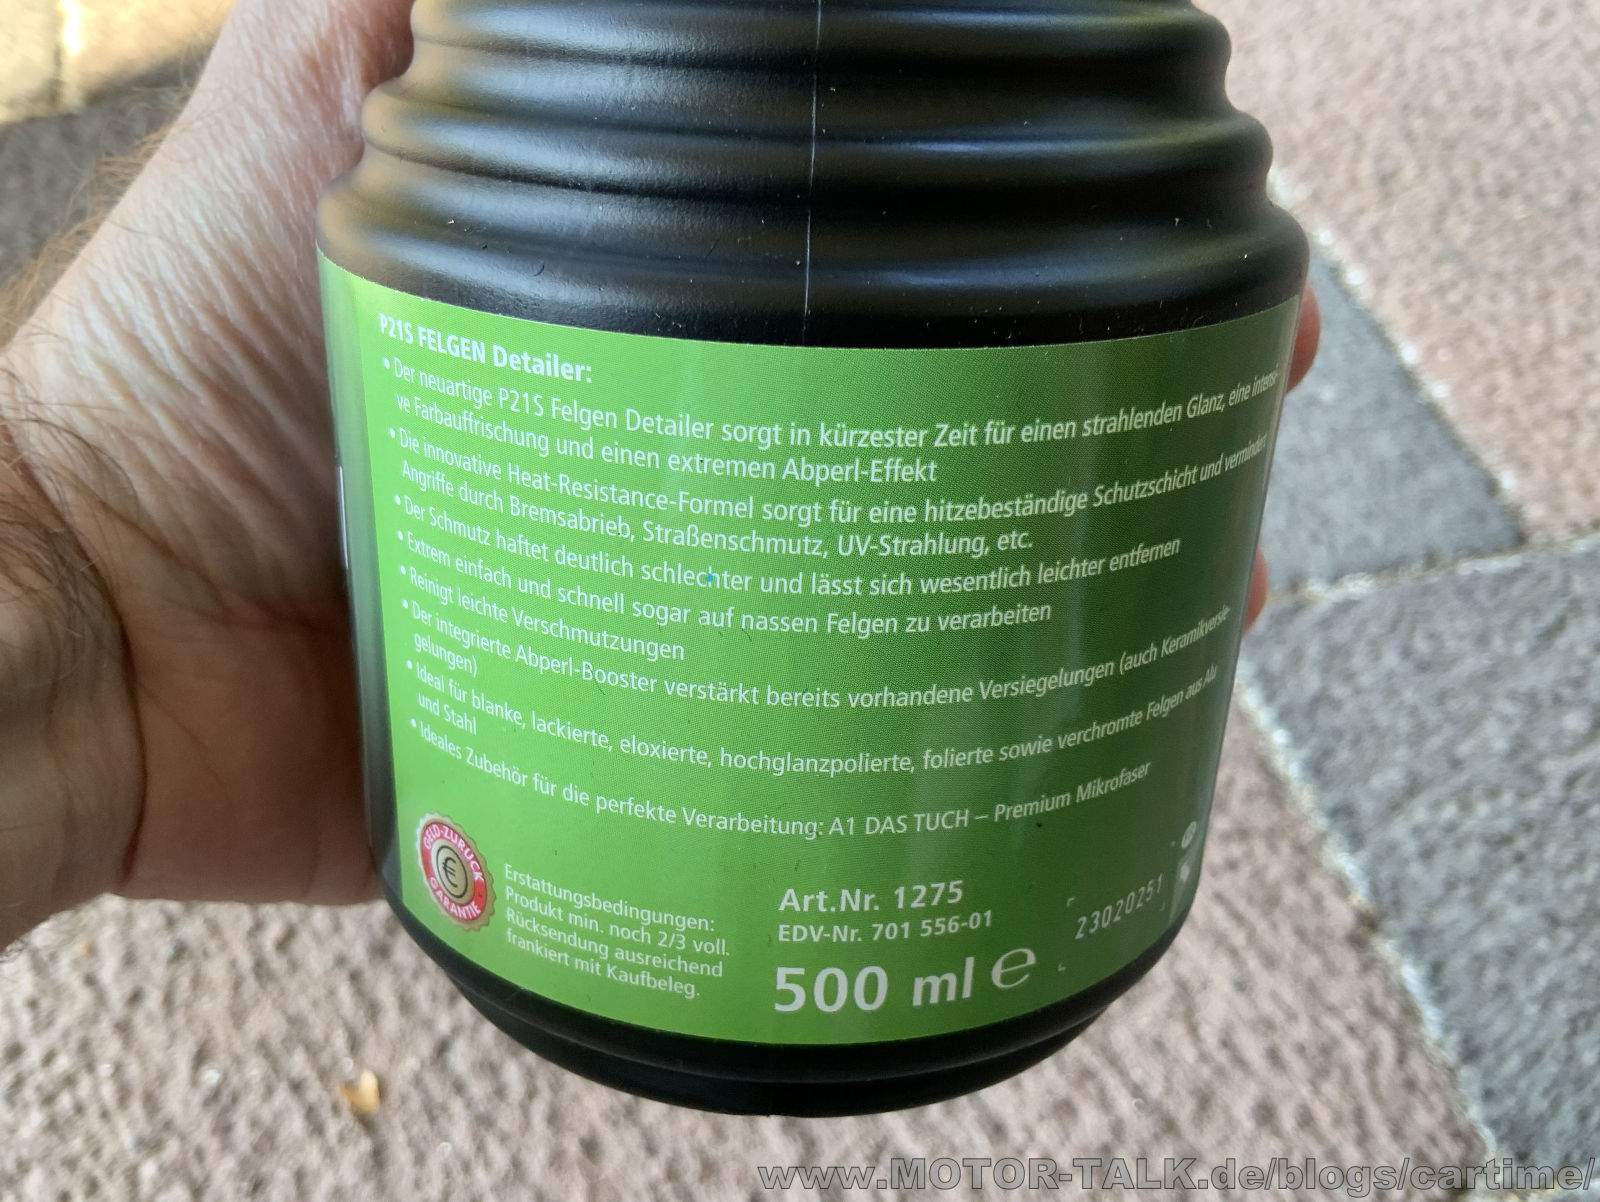 P21S FELGEN Detailer:
• Der neuartige P21S Felgen Detailer sorgt in kürzester Zeit für einen strahlenden Glanz, eine intensi-
ve Farbauffrischung und einen extremen Abperl-Effekt
• Die innovative Heat-Resistance-Formel sorgt für eine hitzebeständige Schutzschicht und vermindert
Angriffe durch Bremsabrieb, Straßenschmutz, UV-Strahlung, etc.
• Der Schmutz haftet deutlich schlechter und lässt sich wesentlich leichter entfernen
• Extrem einfach und schnell sogar auf nassen Felgen zu verarbeiten
• Reinigt leichte Verschmutzungen
• Der integrierte Abperl-Booster verstärkt bereits vorhandene Versiegelungen (auch Keramikversie-
gelungen)
• Ideal für blanke, lackierte, eloxierte, hochglanzpolierte, folierte sowie verchromte Felgen aus Alu
und Stahl
• Ideales Zubehör für die perfekte Verarbeitung: A1 DAS TUCH – Premium Mikrofaser
GELD-ZURÜCK
€
GARANTIE
Erstattungsbedingungen:
Produkt min. noch 2/3 voll.
Rücksendung ausreichend
frankiert mit Kaufbeleg.
Art.Nr. 1275
EDV-Nr. 701 556-01
500 ml e
23020251
www.MOTOR-TALK.de/blogs/cartime/